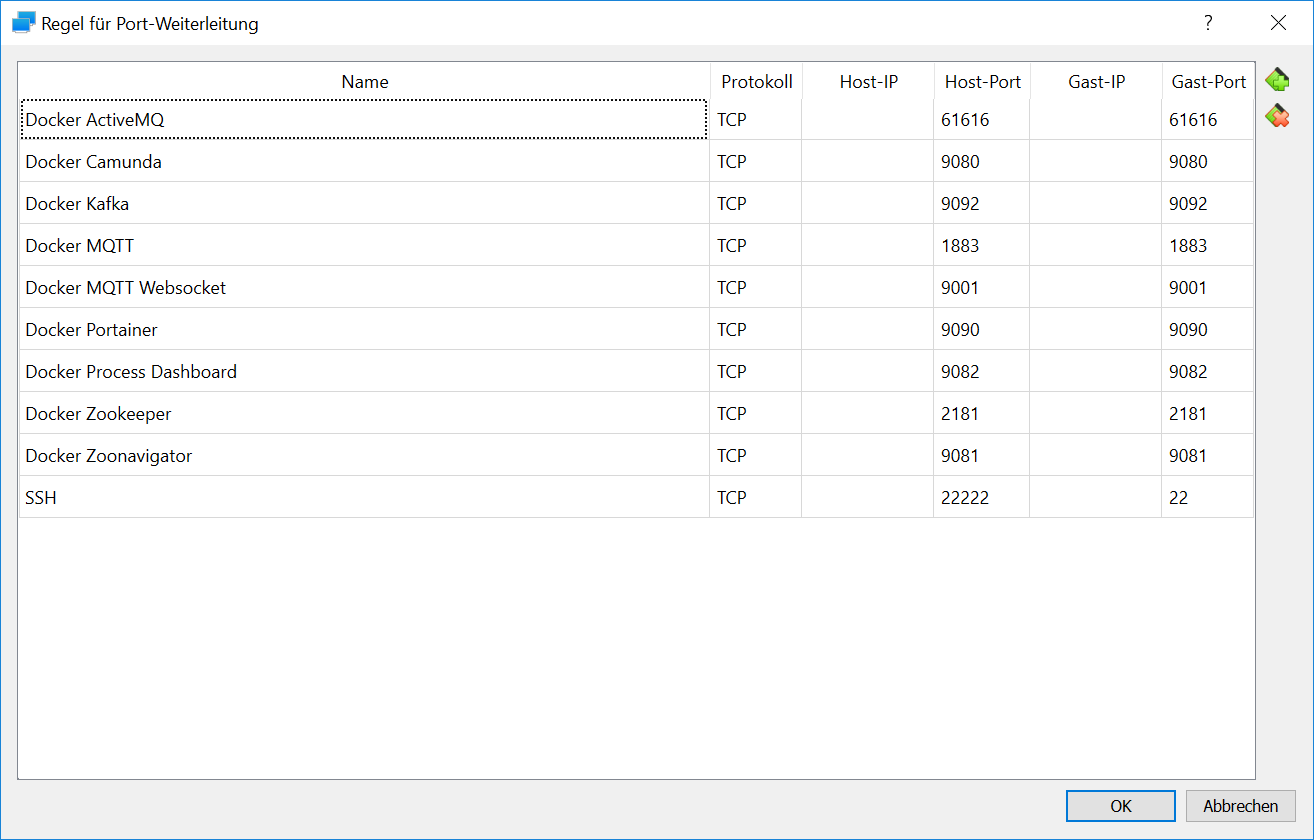 Regel für Port-Weiterleitung ?
Name Protokoll Host-IP Host-Port Gast-IP Gast-Port
Docker ActiveMQ TCP 61616 61616
Docker Camunda TCP 9080 9080
Docker Kafka TCP 9092 9092
Docker MQTT TCP 1883 1883
Docker MQTT Websocket TCP 9001 9001
Docker Portainer TCP 9090 9090
Docker Process Dashboard TCP 9082 9082
Docker Zookeeper TCP 2181 2181
Docker Zoonavigator TCP 9081 9081
SSH TCP 22222 22
OK Abbrechen